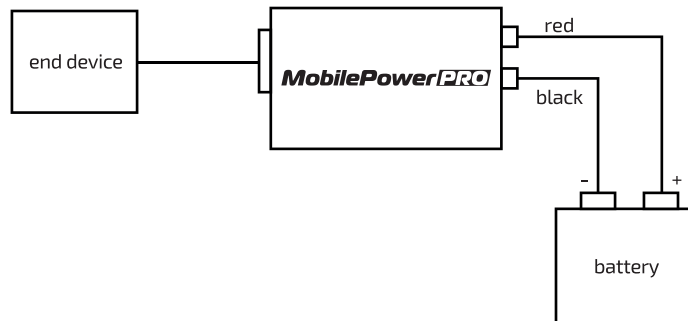 end device
MobilePowerPRO
red
black
- +
battery